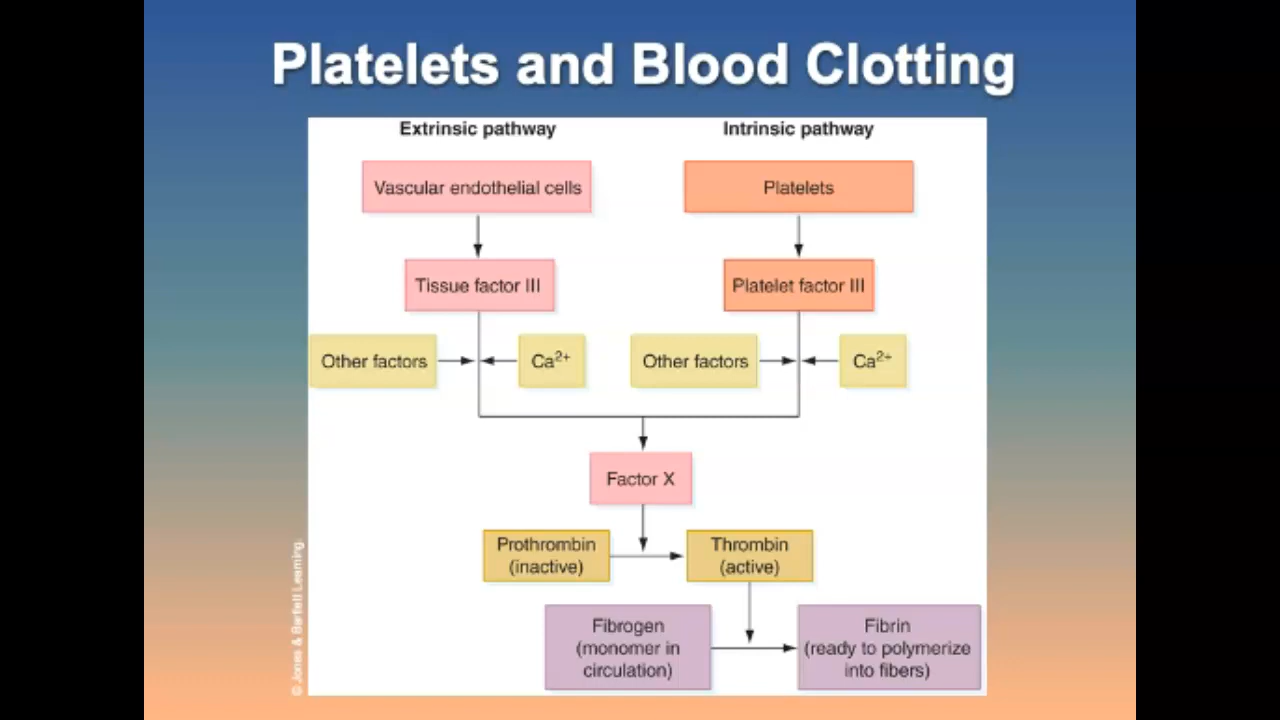 Platelets and Blood Clotting
Extrinsic pathway
Intrinsic pathway
Vascular endothelial cells
Platelets
Tissue factor III
Platelet factor III
Other factors
Ca²⁺
Other factors
Ca²⁺
Factor X
Prothrombin
(inactive)
Thrombin
(active)
Fibrogen
(monomer in
circulation)
Fibrin
(ready to polymerize
into fibers)
© Jones & Bartlett Learning.